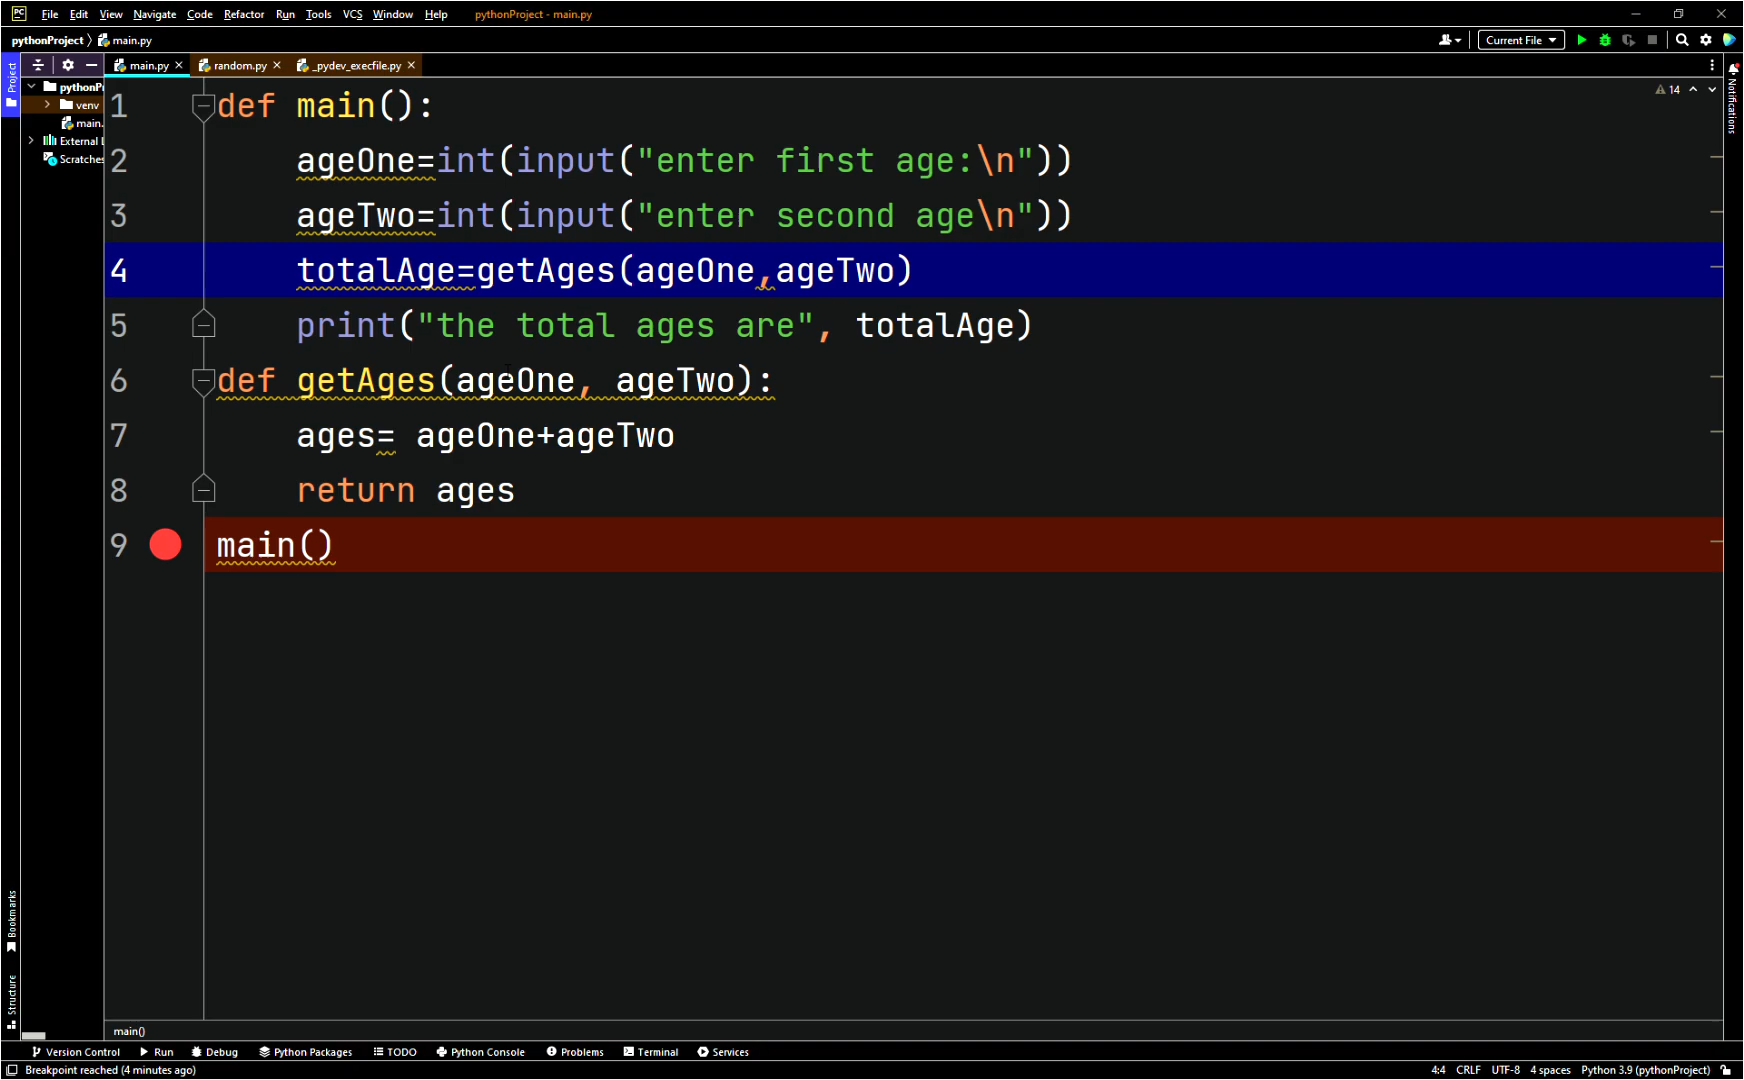 PC File Edit View Navigate Code Refactor Run Tools VCS Window Help pythonProject - main.py
pythonProject main.py Current File
Project main.py random.py _pydev_execfile.py
pythonP
venv
main.
External L
Scratches
14
Notifications
1 def main():
2 ageOne=int(input("enter first age:\n"))
3 ageTwo=int(input("enter second age\n"))
4 totalAge=getAges(ageOne,ageTwo)
5 print("the total ages are", totalAge)
6 def getAges(ageOne, ageTwo):
7 ages= ageOne+ageTwo
8 return ages
9 main()
Bookmarks
Structure
main()
Version Control Run Debug Python Packages TODO Python Console Problems Terminal Services
Breakpoint reached (4 minutes ago) 4:4 CRLF UTF-8 4 spaces Python 3.9 (pythonProject)